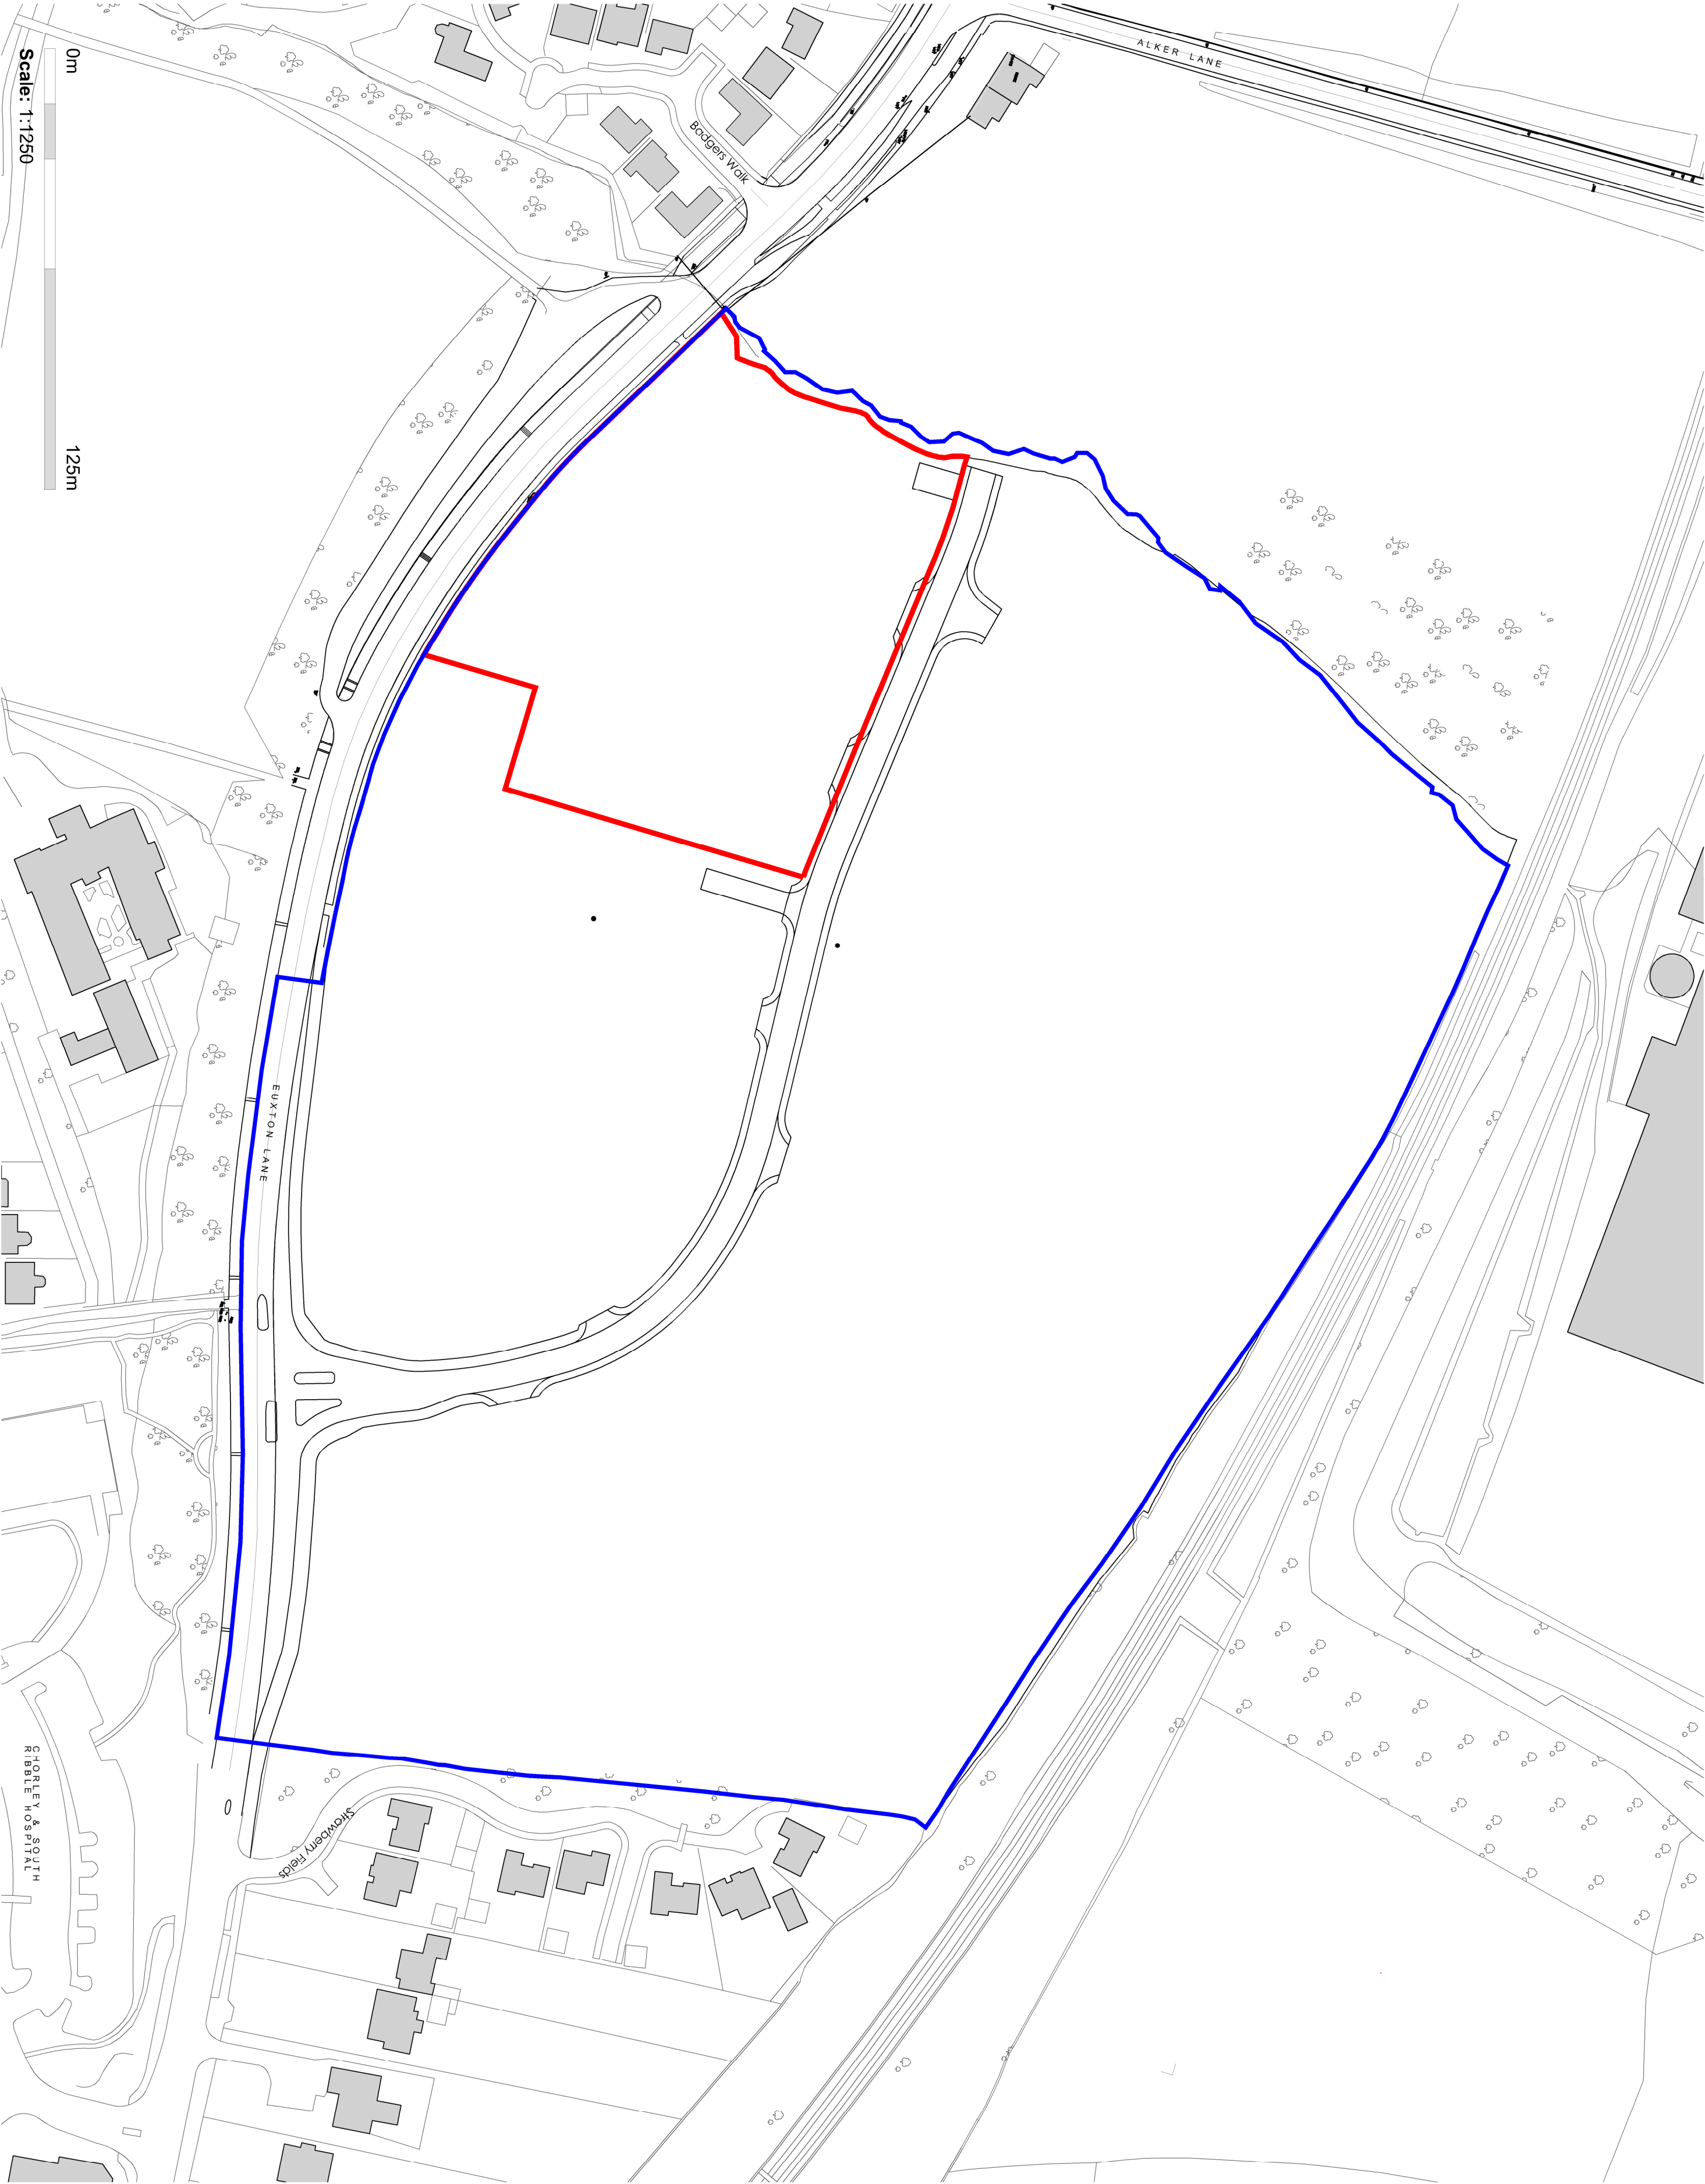 ALKER LANE
Badgers Walk
0m
125m
Scale: 1:1250
EUXTON LANE
Strawberry Fields
CHORLEY & SOUTH
RIBBLE HOSPITAL